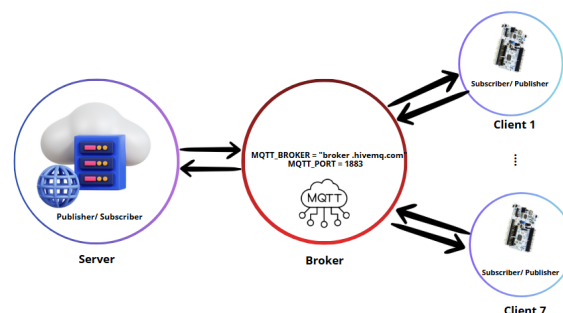 Subscriber/ Publisher
Client 1
MQTT_BROKER = "broker .hivemq.com"
MQTT_PORT = 1883
MQTT
Publisher/ Subscriber
Server
Broker
Subscriber/ Publisher
Client 7